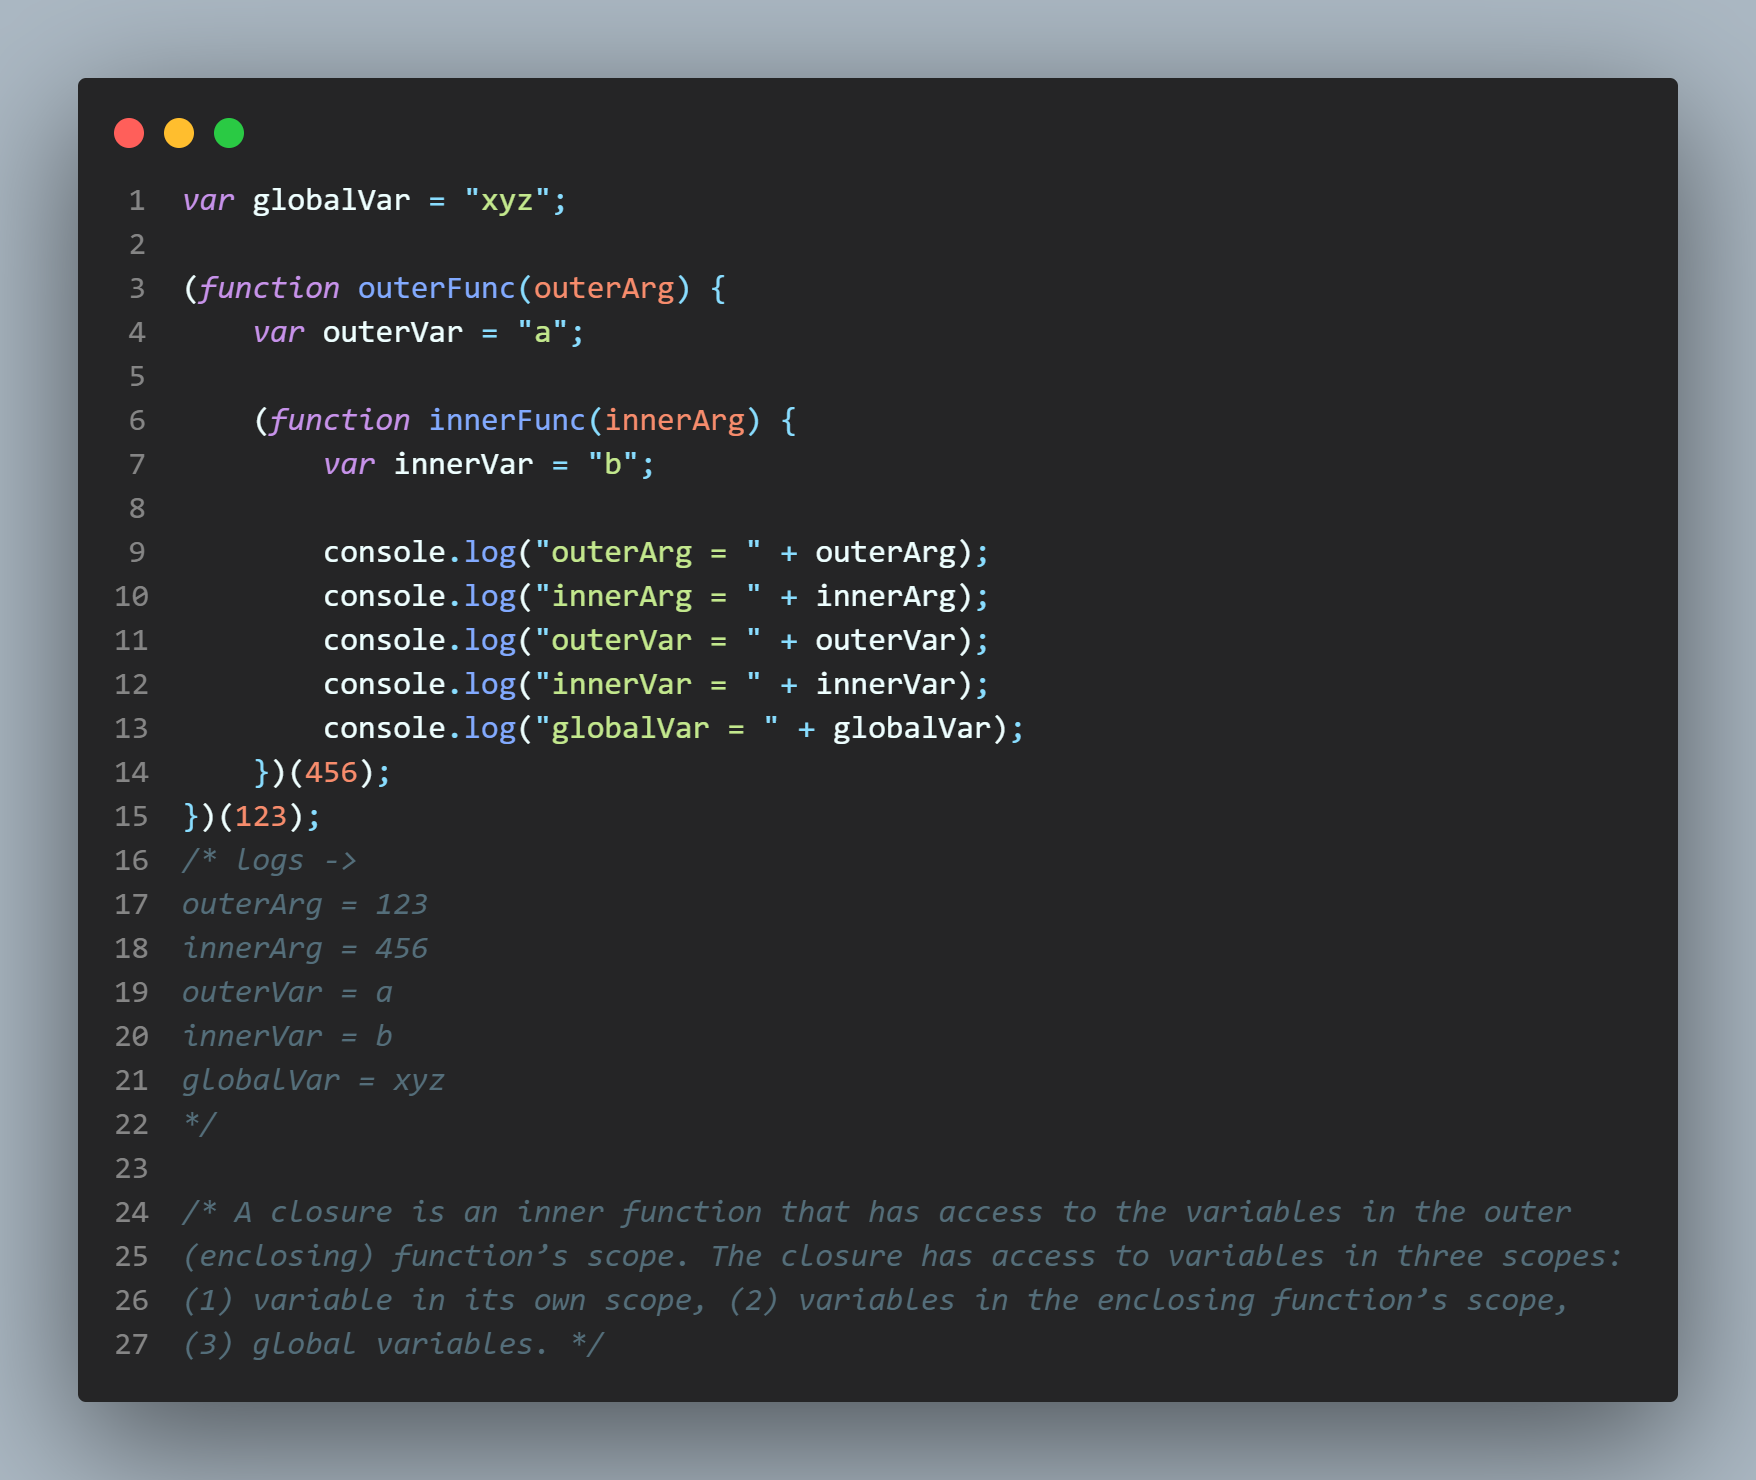 1 var globalVar = "xyz";
2
3 (function outerFunc(outerArg) {
4     var outerVar = "a";
5
6     (function innerFunc(innerArg) {
7         var innerVar = "b";
8
9         console.log("outerArg = " + outerArg);
10         console.log("innerArg = " + innerArg);
11         console.log("outerVar = " + outerVar);
12         console.log("innerVar = " + innerVar);
13         console.log("globalVar = " + globalVar);
14     })(456);
15 })(123);
16 /* logs ->
17 outerArg = 123
18 innerArg = 456
19 outerVar = a
20 innerVar = b
21 globalVar = xyz
22 */
23
24 /* A closure is an inner function that has access to the variables in the outer
25 (enclosing) function’s scope. The closure has access to variables in three scopes:
26 (1) variable in its own scope, (2) variables in the enclosing function’s scope,
27 (3) global variables. */